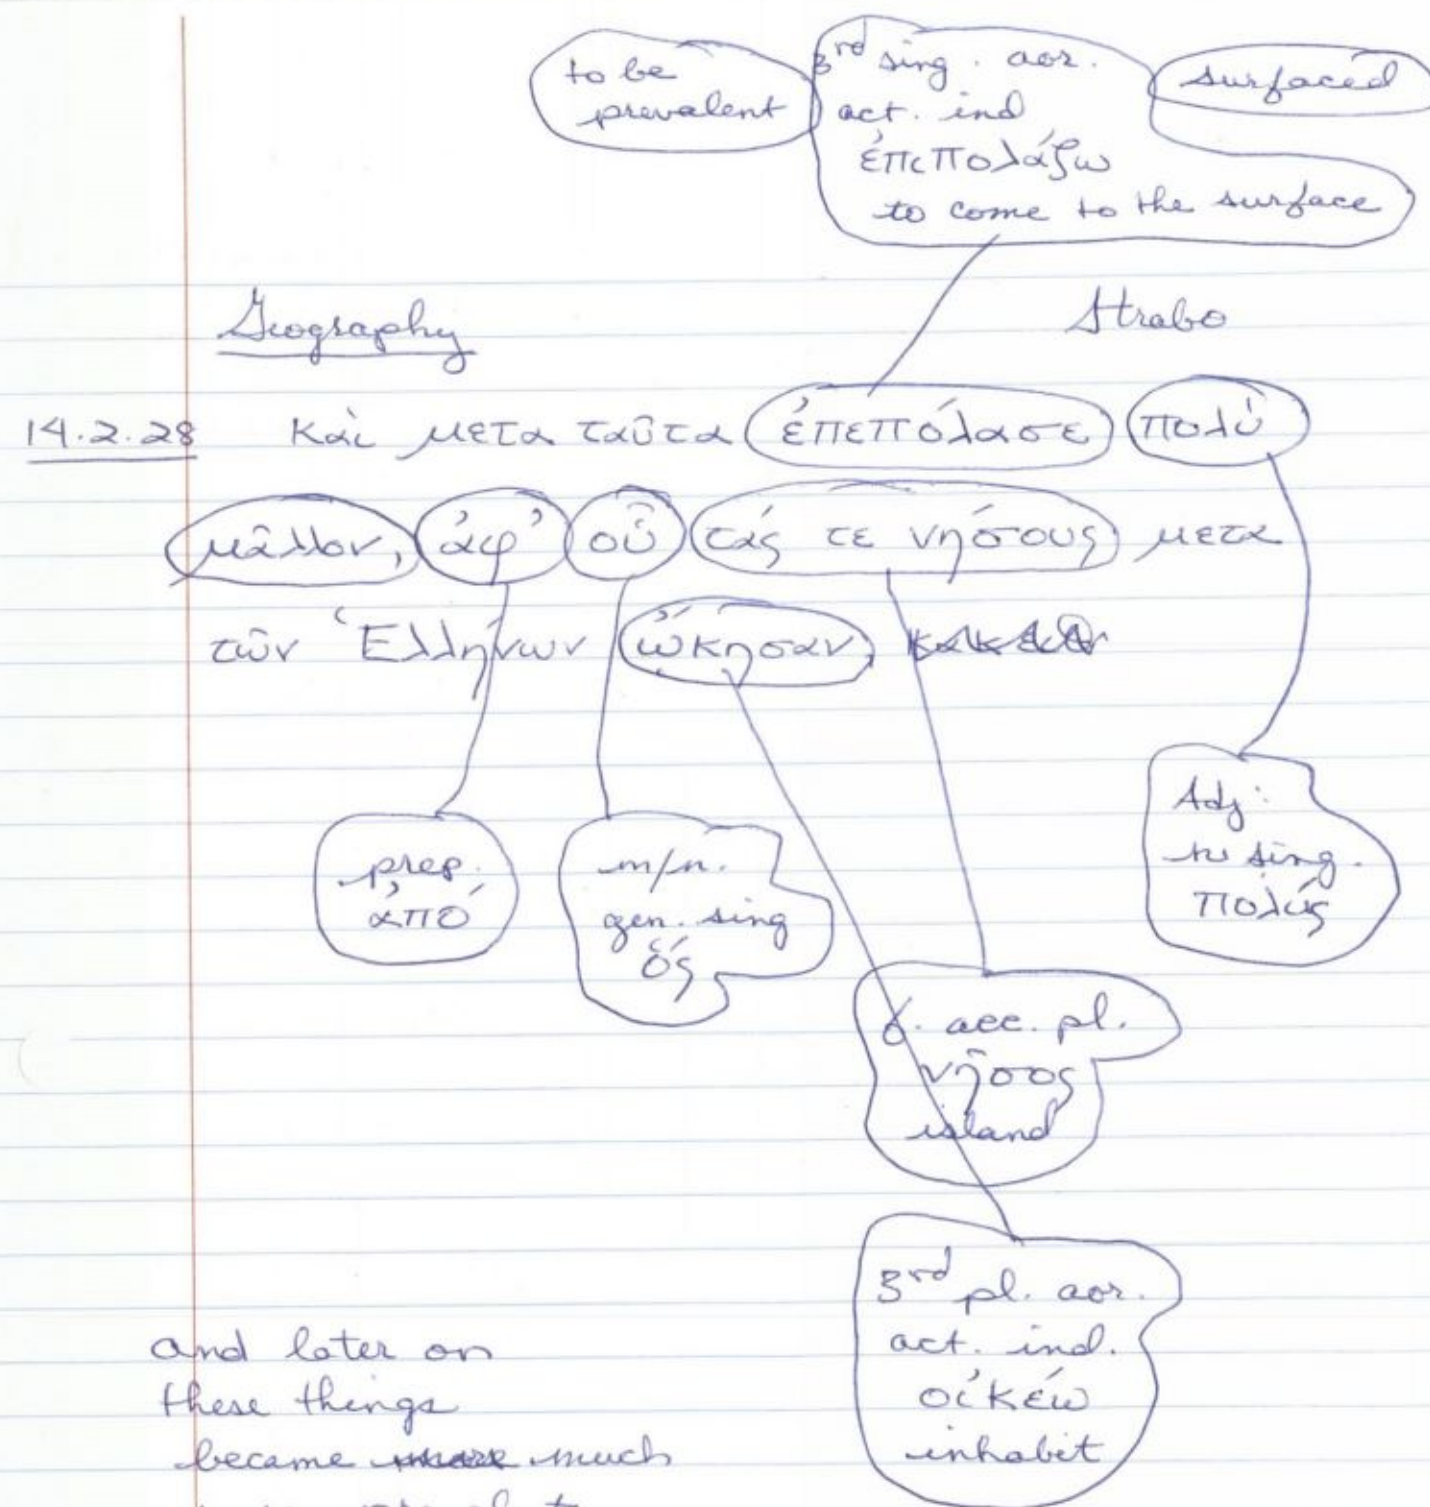 to be
prevalent
3rd sing. aor.
act. ind
ἐπιπολάζω
to come to the surface
surfaced
Geography
Strabo
14.2.28 Καὶ μετα ταῦτα ἐπεπόλασε πολύ
μᾶλλον, ἀφ' οὗ τάς τε νήσους μετα
τῶν Ἑλλήνων ᾤκησαν,
prep.
ἀπό
m/n.
gen. sing
ὅς
Adj.
n sing.
πολύς
f. acc. pl.
νῆσος
island
3rd pl. aor.
act. ind.
οἰκέω
inhabit
and later on
these things
became much